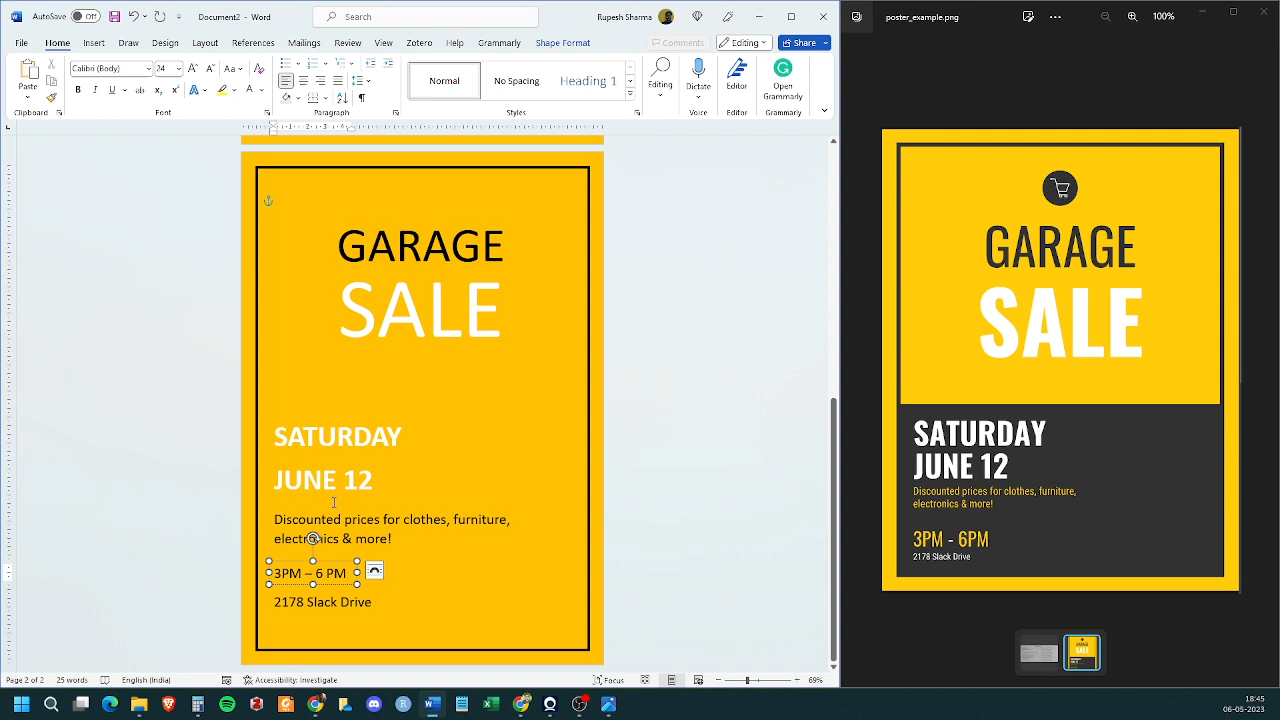 AutoSave Off Document2 - Word Search Rupesh Sharma
File Home Insert Draw Design Layout References Mailings Review View Zotero Help Grammarly Shape Format Comments Editing Share
Paste Calibri (Body) 24 Aa Normal No Spacing Heading 1 Editing Dictate Editor Open Grammarly
Clipboard Font Paragraph Styles Voice Editor Grammarly
GARAGE
SALE
SATURDAY
JUNE 12
Discounted prices for clothes, furniture,
electronics & more!
3PM – 6 PM
2178 Slack Drive
Page 2 of 2 25 words English (India) Accessibility: Investigate Focus 69%
poster_example.png 100%
GARAGE
SALE
SATURDAY
JUNE 12
Discounted prices for clothes, furniture,
electronics & more!
3PM - 6PM
2178 Slack Drive
18:45
06-05-2023